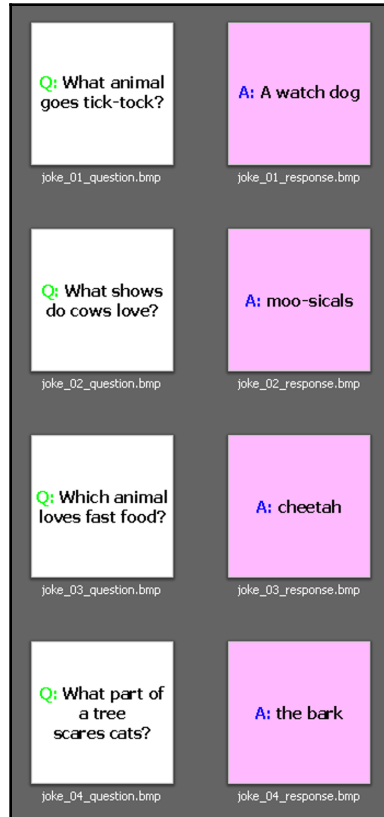 Q: What animal
goes tick-tock?
A: A watch dog
joke_01_question.bmp
joke_01_response.bmp
Q: What shows
do cows love?
A: moo-sicals
joke_02_question.bmp
joke_02_response.bmp
Q: Which animal
loves fast food?
A: cheetah
joke_03_question.bmp
joke_03_response.bmp
Q: What part of
a tree
scares cats?
A: the bark
joke_04_question.bmp
joke_04_response.bmp